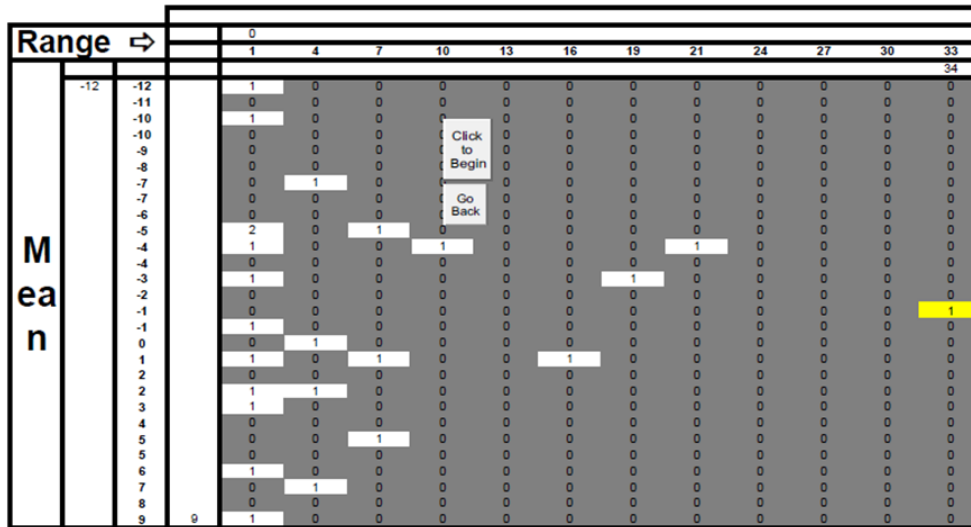 0
Range ⇨ 1 4 7 10 13 16 19 21 24 27 30 33
34
-12 -12 1 0 0 0 0 0 0 0 0 0 0 0
-11 0 0 0 0 0 0 0 0 0 0 0 0
-10 1 0 0 0 0 0 0 0 0 0 0 0
-10 0 0 0 0 0 0 0 0 0 0 0 0
-9 0 0 0 0 0 0 0 0 0 0 0 0
-8 0 0 0 0 0 0 0 0 0 0 0 0
-7 0 1 0 0 0 0 0 0 0 0 0 0
-7 0 0 0 0 0 0 0 0 0 0 0 0
-6 0 0 0 0 0 0 0 0 0 0 0 0
-5 2 0 1 0 0 0 0 0 0 0 0 0
-4 1 0 0 1 0 0 0 1 0 0 0 0
-4 0 0 0 0 0 0 0 0 0 0 0 0
-3 1 0 0 0 0 0 1 0 0 0 0 0
-2 0 0 0 0 0 0 0 0 0 0 0 0
-1 0 0 0 0 0 0 0 0 0 0 0 1
-1 1 0 0 0 0 0 0 0 0 0 0 0
0 0 1 0 0 0 0 0 0 0 0 0 0
1 1 0 1 0 0 1 0 0 0 0 0 0
2 0 0 0 0 0 0 0 0 0 0 0 0
2 1 1 0 0 0 0 0 0 0 0 0 0
3 1 0 0 0 0 0 0 0 0 0 0 0
4 0 0 0 0 0 0 0 0 0 0 0 0
5 0 0 1 0 0 0 0 0 0 0 0 0
5 0 0 0 0 0 0 0 0 0 0 0 0
6 1 0 0 0 0 0 0 0 0 0 0 0
7 0 1 0 0 0 0 0 0 0 0 0 0
8 0 0 0 0 0 0 0 0 0 0 0 0
9 9 1 0 0 0 0 0 0 0 0 0 0 0
M
ea
n
Click
to
Begin
Go
Back